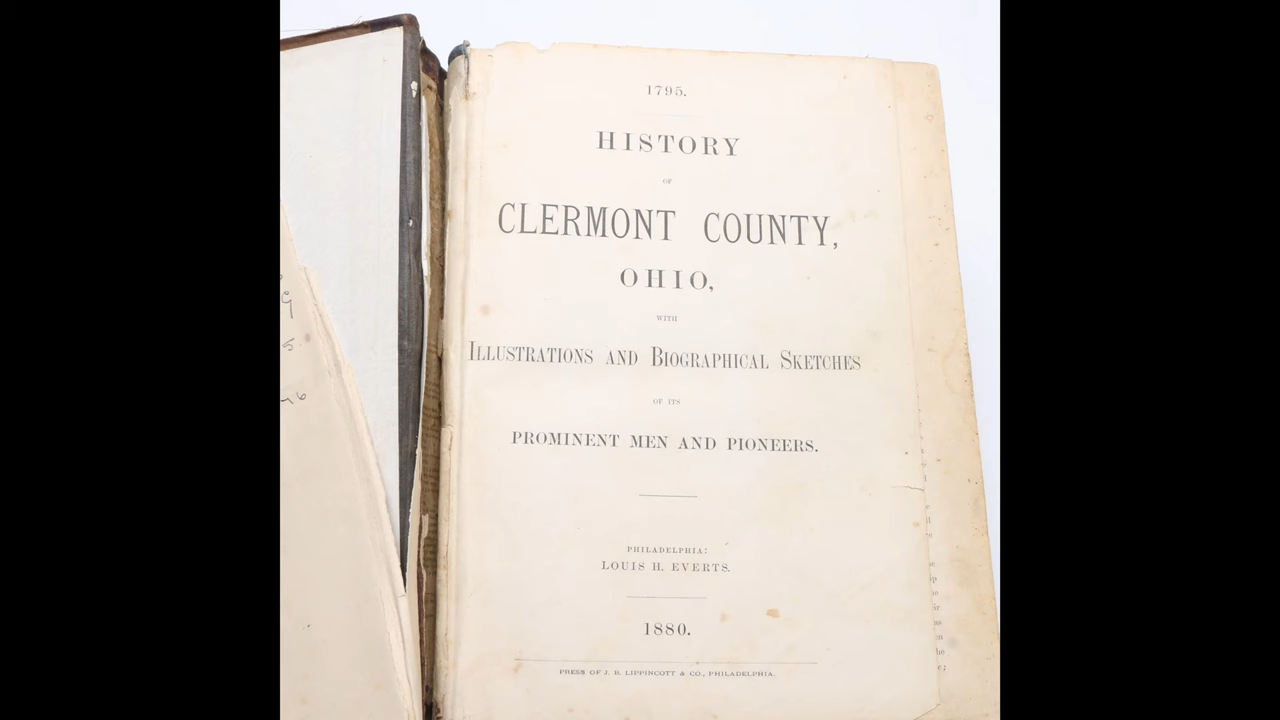 1795.
HISTORY
OF
CLERMONT COUNTY,
OHIO,
WITH
ILLUSTRATIONS AND BIOGRAPHICAL SKETCHES
OF ITS
PROMINENT MEN AND PIONEERS.
PHILADELPHIA:
LOUIS H. EVERTS.
1880.
PRESS OF J. B. LIPPINCOTT & CO., PHILADELPHIA.